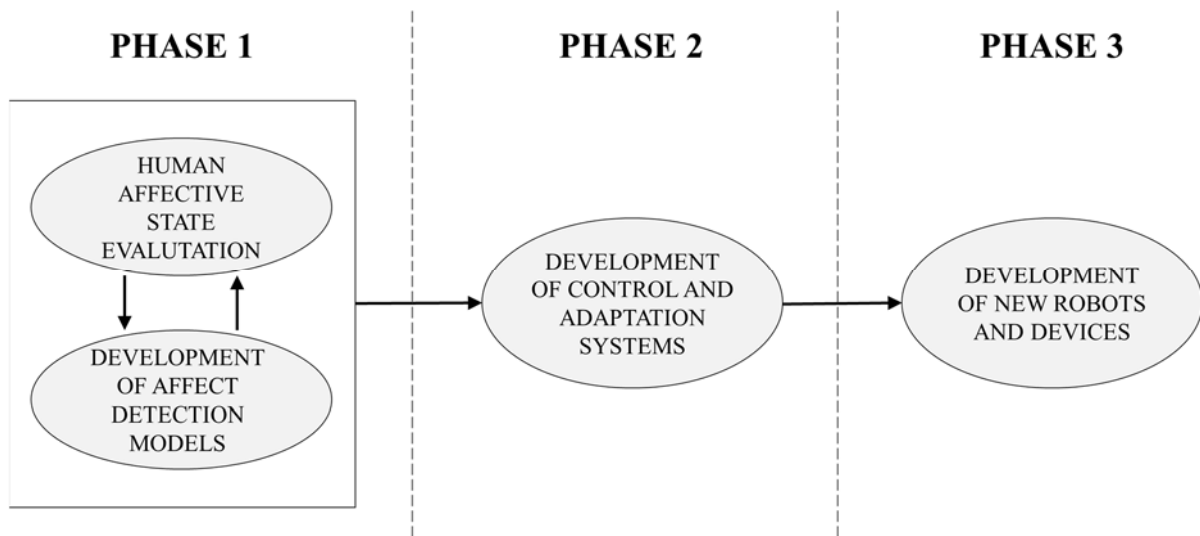 PHASE 1
HUMAN
AFFECTIVE
STATE
EVALUTATION
DEVELOPMENT
OF AFFECT
DETECTION
MODELS
PHASE 2
DEVELOPMENT
OF CONTROL AND
ADAPTATION
SYSTEMS
PHASE 3
DEVELOPMENT
OF NEW ROBOTS
AND DEVICES